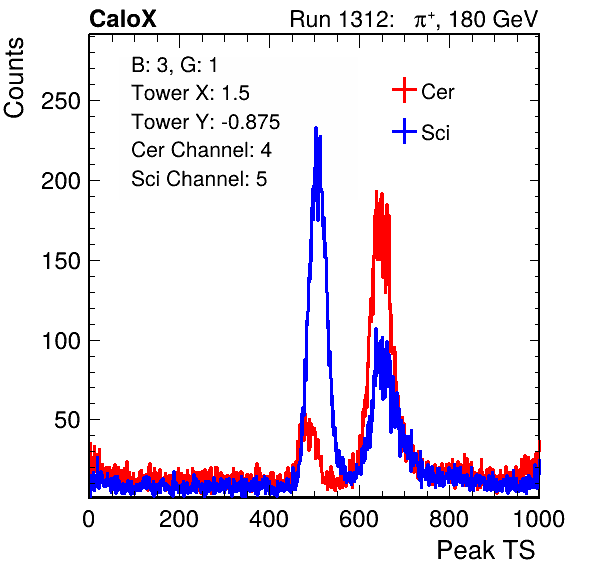 CaloX Run 1312: π⁺, 180 GeV
Counts
B: 3, G: 1
Tower X: 1.5
Tower Y: -0.875
Cer Channel: 4
Sci Channel: 5
Cer
Sci
250
200
150
100
50
0 200 400 600 800 1000
Peak TS